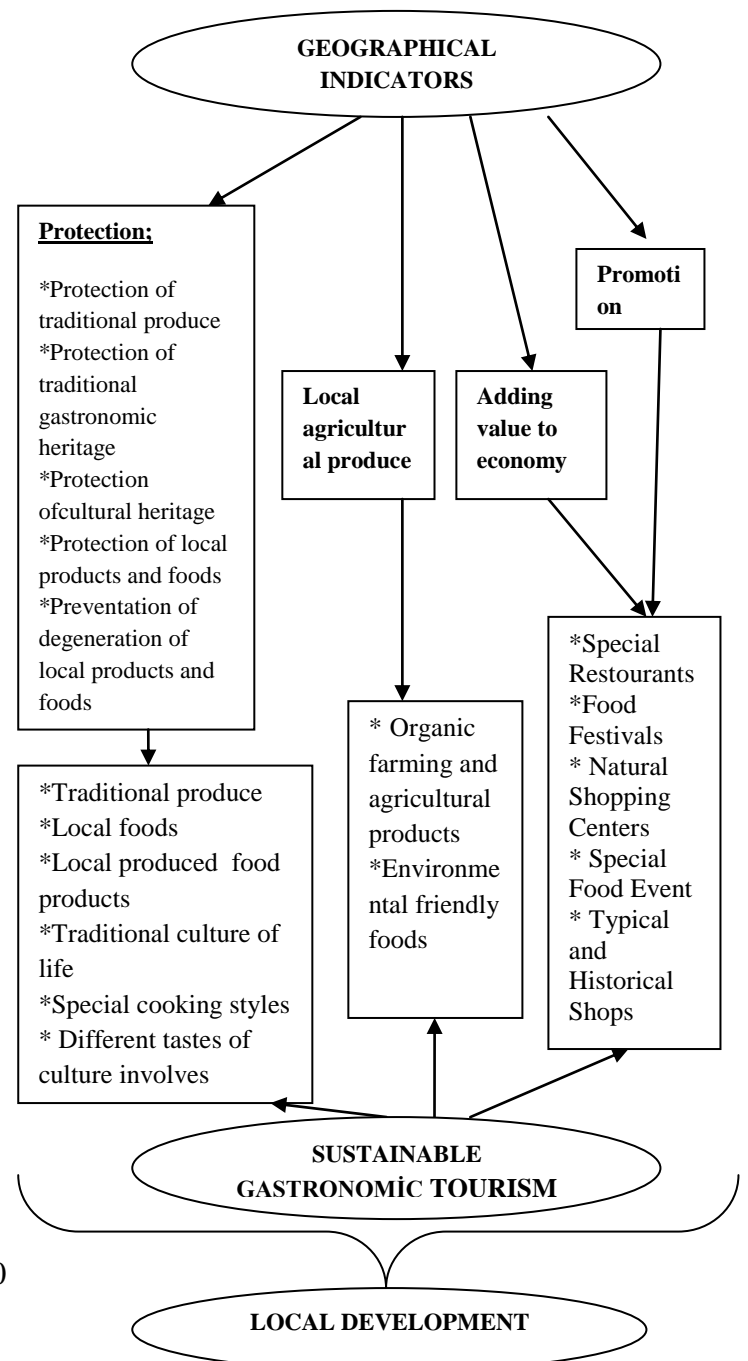 GEOGRAPHICAL
INDICATORS
Protection;
*Protection of
traditional produce
*Protection of
traditional
gastronomic
heritage
*Protection
ofcultural heritage
*Protection of local
products and foods
*Preventation of
degeneration of
local products and
foods
Local
agricultur
al produce
Adding
value to
economy
Promoti
on
*Traditional produce
*Local foods
*Local produced food
products
*Traditional culture of
life
*Special cooking styles
* Different tastes of
culture involves
* Organic
farming and
agricultural
products
*Environme
ntal friendly
foods
*Special
Restourants
*Food
Festivals
* Natural
Shopping
Centers
* Special
Food Event
* Typical
and
Historical
Shops
SUSTAINABLE
GASTRONOMİC TOURISM
LOCAL DEVELOPMENT